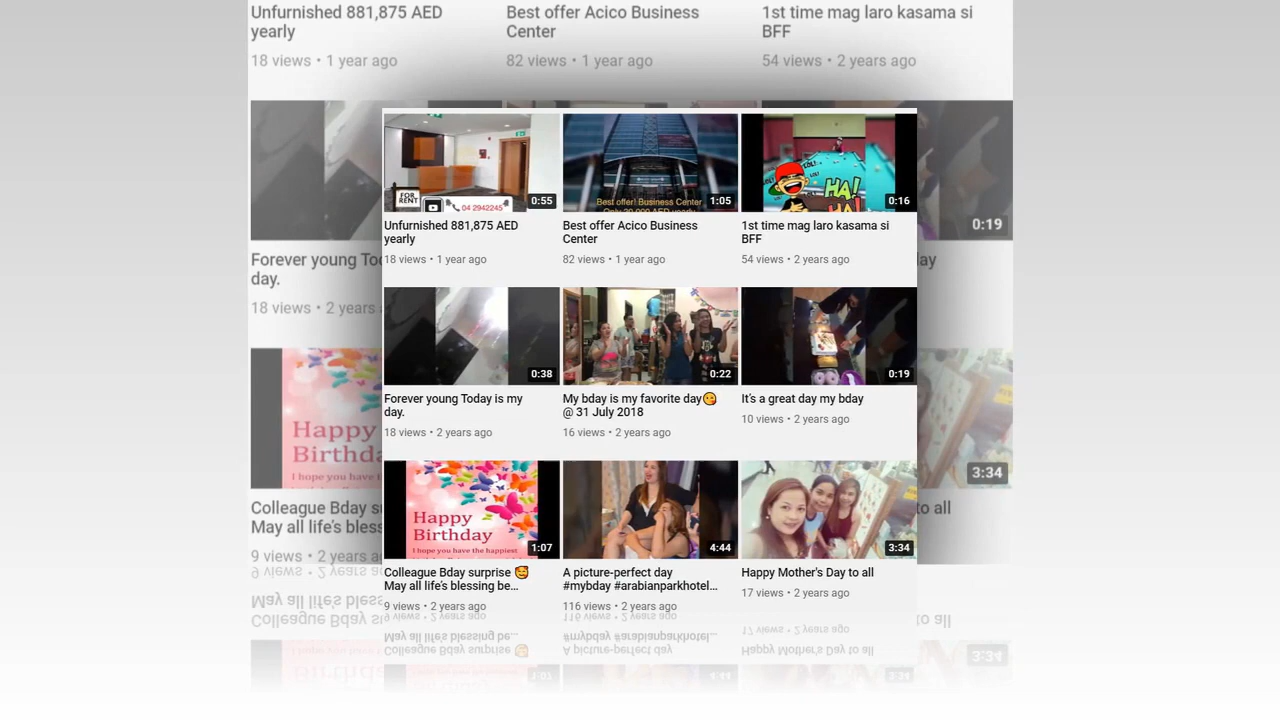 Unfurnished 881,875 AED
yearly
18 views • 1 year ago
Best offer Acico Business
Center
82 views • 1 year ago
1st time mag laro kasama si
BFF
54 views • 2 years ago
FOR
RENT
04 2942245
0:55
Best offer! Business Center
1:05
LOL!
HA!
HA!
0:16
Unfurnished 881,875 AED
yearly
18 views • 1 year ago
Best offer Acico Business
Center
82 views • 1 year ago
1st time mag laro kasama si
BFF
54 views • 2 years ago
0:19
Forever young
day.
18 views • 2 years
day
0:38
0:22
0:19
Forever young Today is my
day.
18 views • 2 years ago
My bday is my favorite day😋
@ 31 July 2018
16 views • 2 years ago
It's a great day my bday
10 views • 2 years ago
Happy
Birthday
I hope you have
3:34
Colleague Bday
May all life's
9 views • 2 years
to all
Happy
Birthday
I hope you have the happiest
1:07
4:44
3:34
Colleague Bday surprise 🥰
May all life's blessing be...
9 views • 2 years ago
A picture-perfect day
#mybday #arabianparkhotel...
116 views • 2 years ago
Happy Mother's Day to all
17 views • 2 years ago